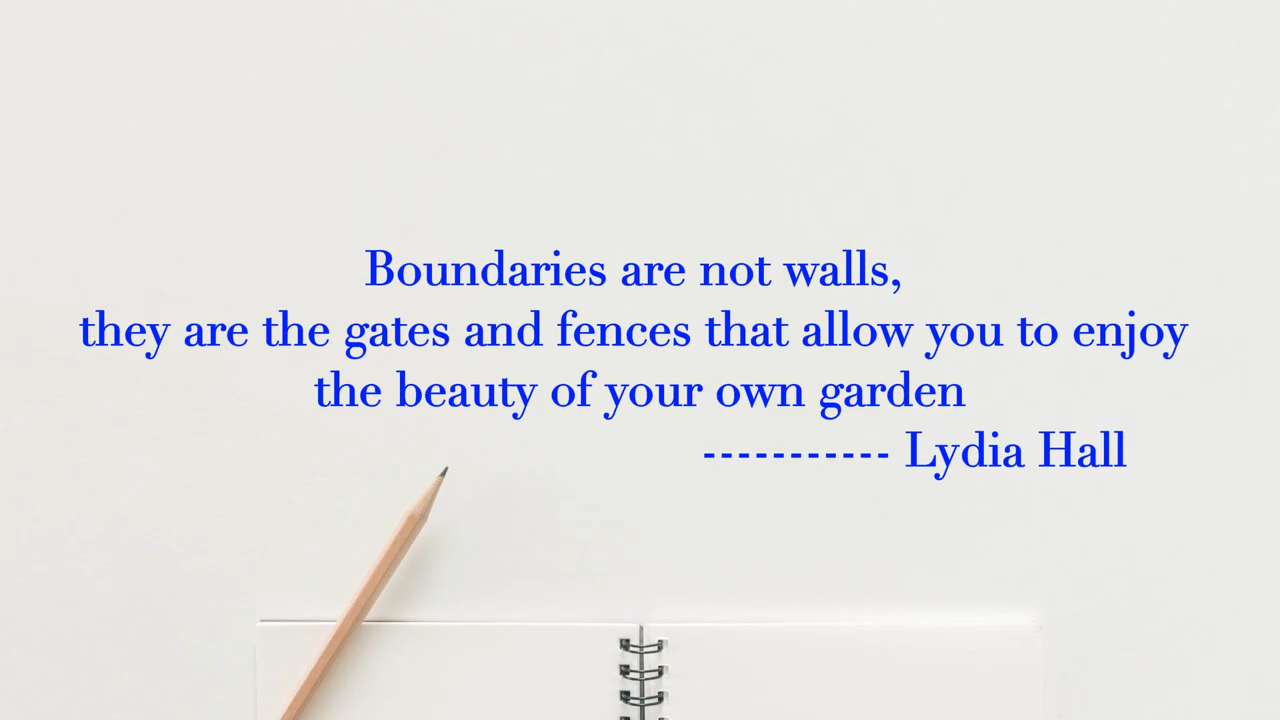 Boundaries are not walls,
they are the gates and fences that allow you to enjoy
the beauty of your own garden
----------- Lydia Hall